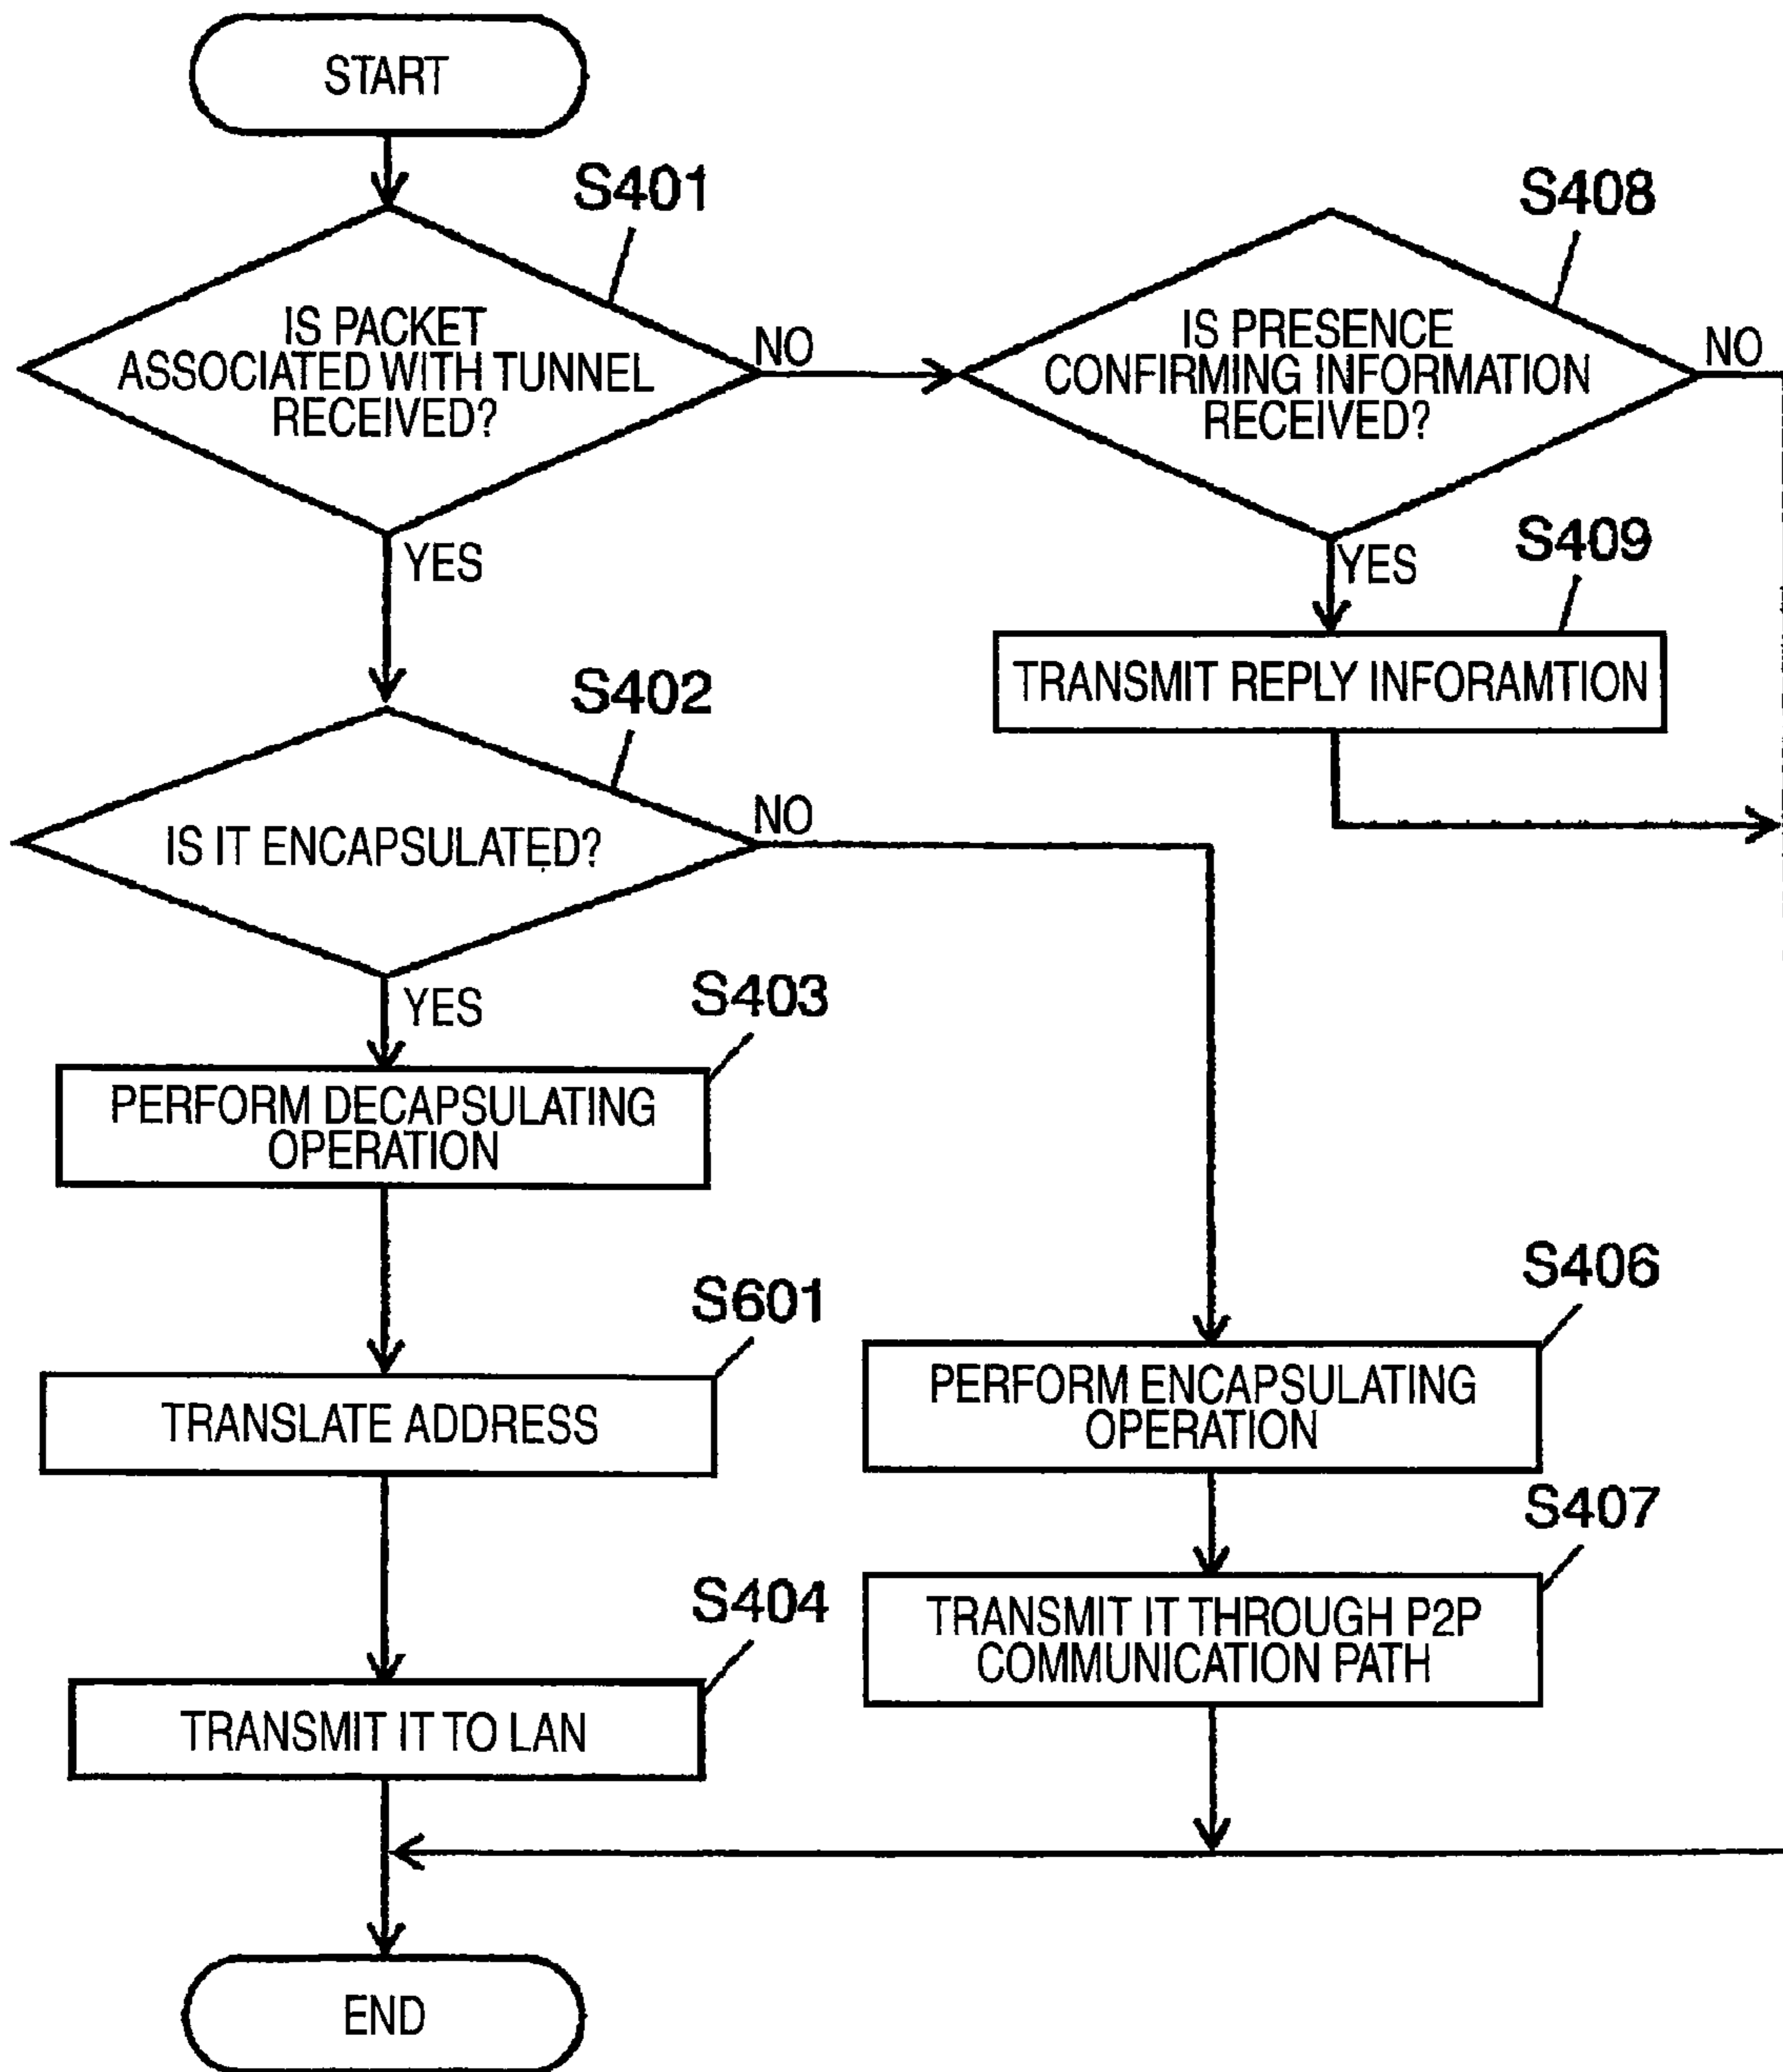 START
S401
IS PACKET
ASSOCIATED WITH TUNNEL
RECEIVED?
NO
YES
S408
IS PRESENCE
CONFIRMING INFORMATION
RECEIVED?
NO
YES
S409
TRANSMIT REPLY INFORAMTION
S402
IS IT ENCAPSULATED?
NO
YES
S403
PERFORM DECAPSULATING
OPERATION
S601
TRANSLATE ADDRESS
S404
TRANSMIT IT TO LAN
S406
PERFORM ENCAPSULATING
OPERATION
S407
TRANSMIT IT THROUGH P2P
COMMUNICATION PATH
END